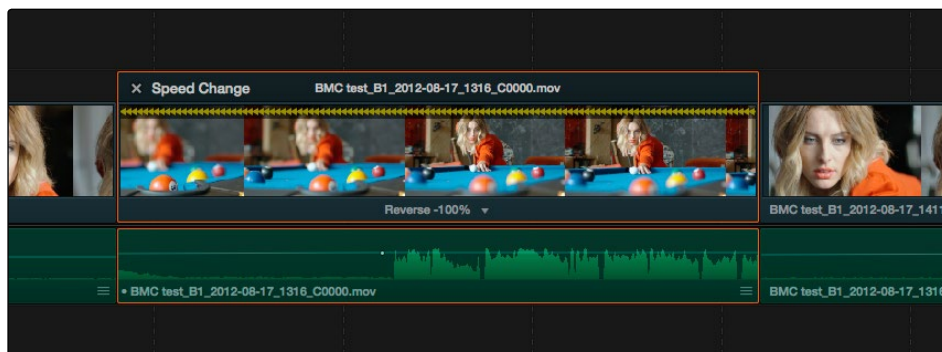 × Speed Change
BMC test_B1_2012-08-17_1316_C0000.mov
Reverse -100% ▼
BMC test_B1_2012-08-17_1411
• BMC test_B1_2012-08-17_1316_C0000.mov
BMC test_B1_2012-08-17_1316